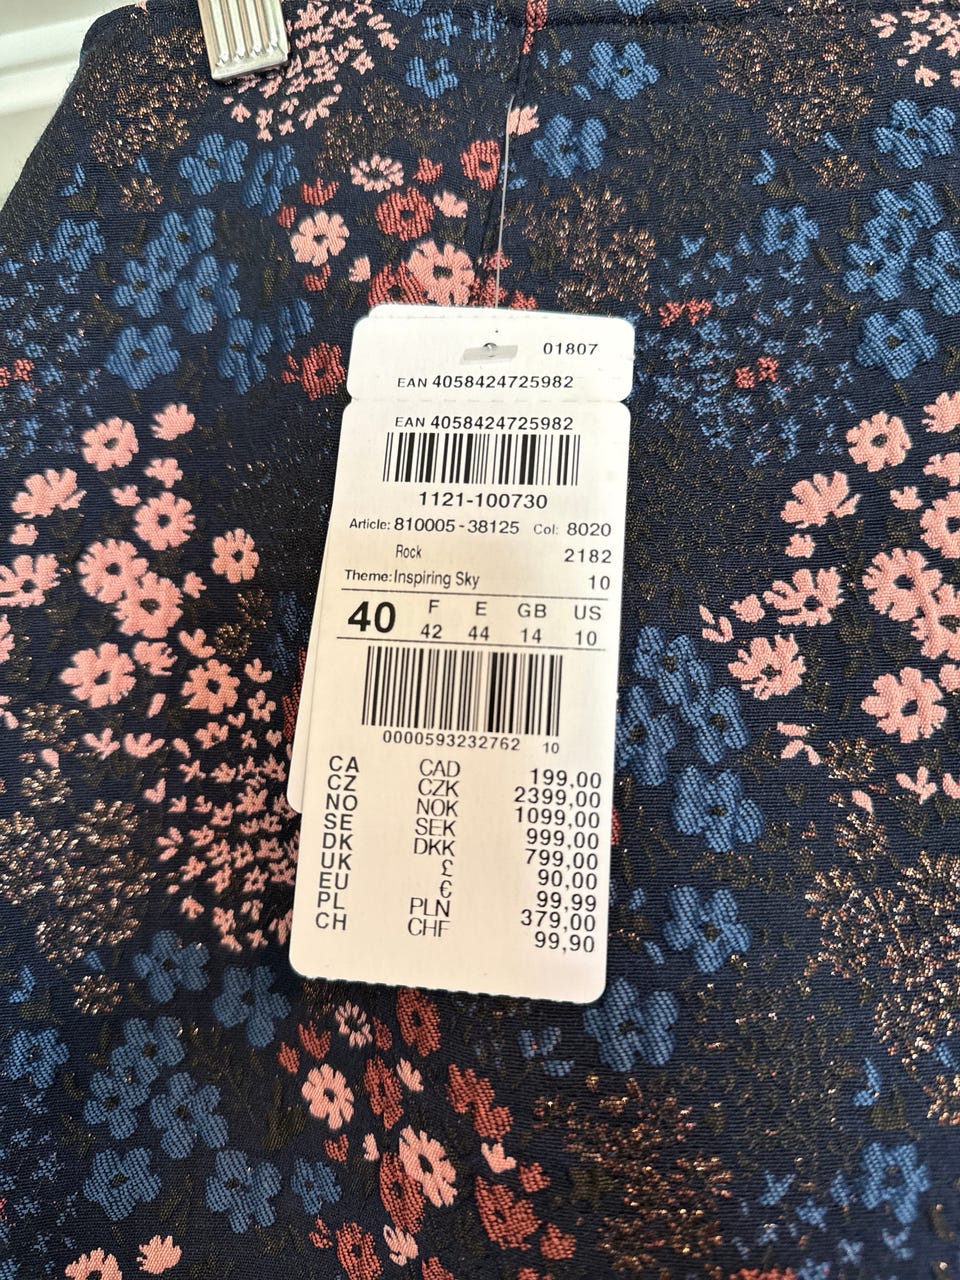 01807
EAN 4058424725982
EAN 4058424725982
1121-100730
Article: 810005-38125 Col: 8020
Rock 2182
Theme: Inspiring Sky 10
40 F E GB US
42 44 14 10
0000593232762 10
CA CAD 199,00
CZ CZK 2399,00
NO NOK 1099,00
SE SEK 999,00
DK DKK 799,00
UK £ 90,00
EU € 99,99
PL PLN 379,00
CH CHF 99,90